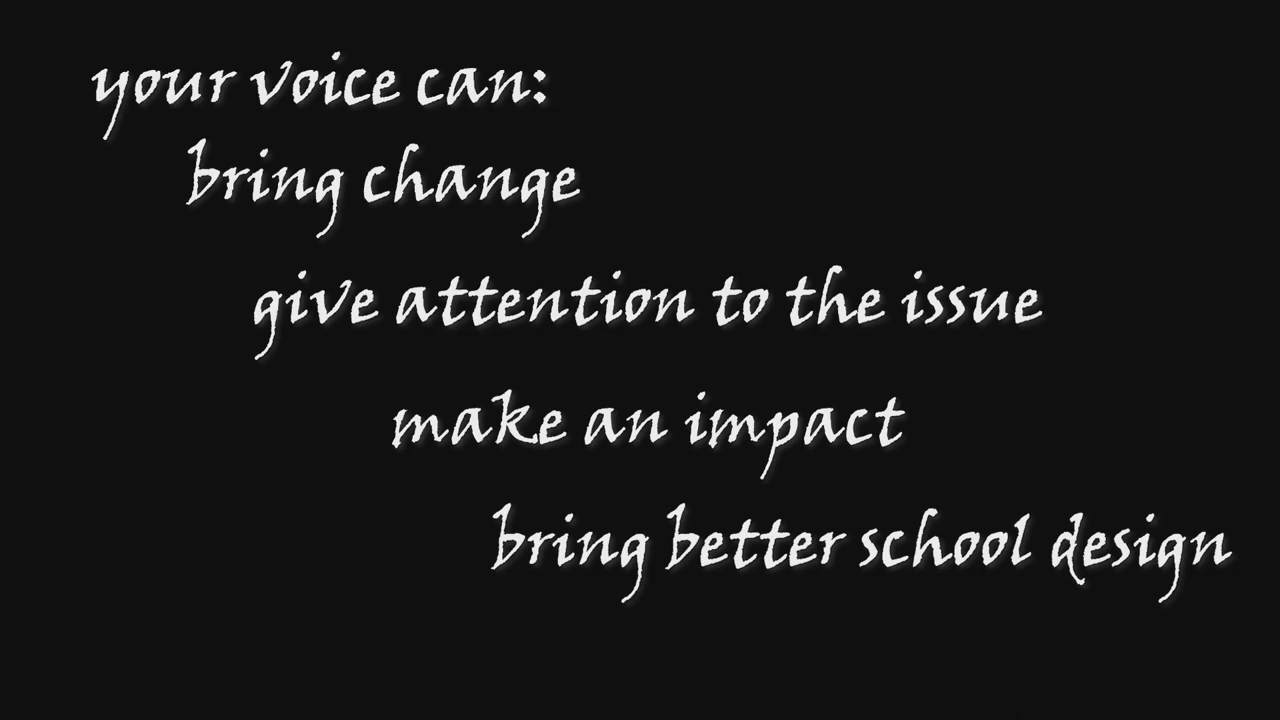 your voice can:
bring change
give attention to the issue
make an impact
bring better school design